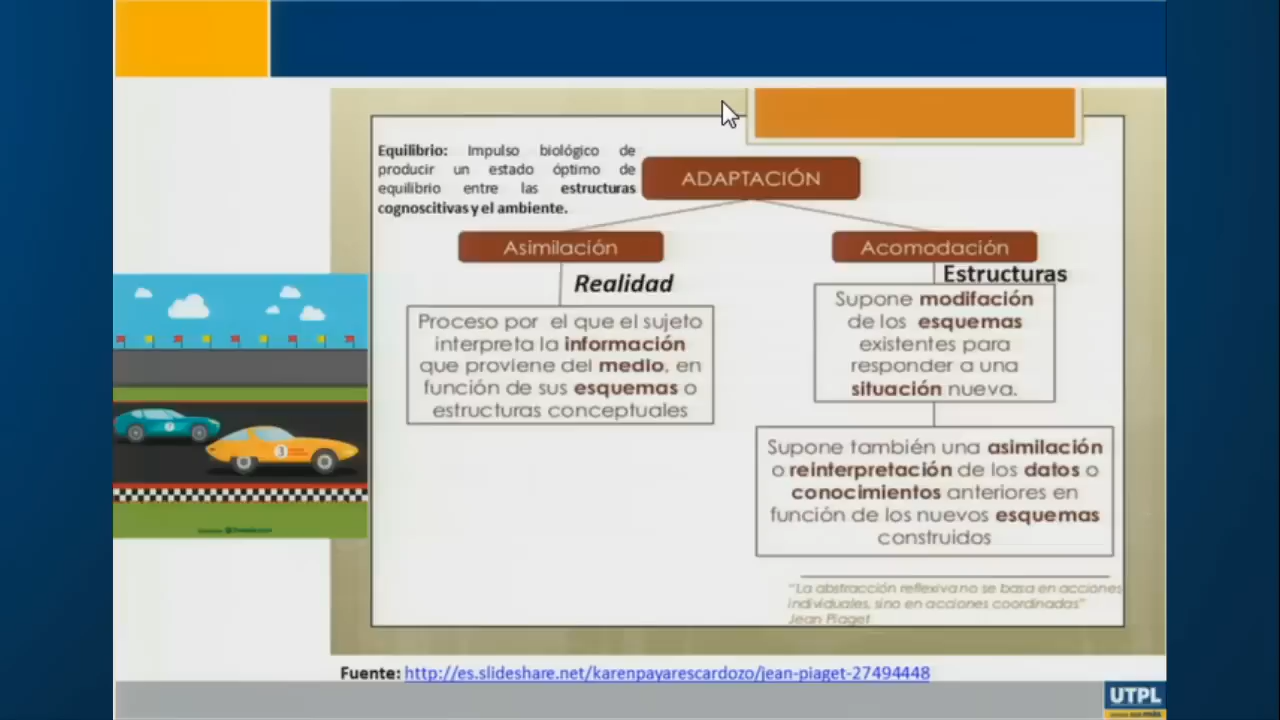 Equilibrio: Impulso biológico de
producir un estado óptimo de
equilibrio entre las estructuras
cognoscitivas y el ambiente.
ADAPTACIÓN
Asimilación
Realidad
Proceso por el que el sujeto
interpreta la información
que proviene del medio, en
función de sus esquemas o
estructuras conceptuales
Acomodación
Estructuras
Supone modifación
de los esquemas
existentes para
responder a una
situación nueva.
Supone también una asimilación
o reinterpretación de los datos o
conocimientos anteriores en
función de los nuevos esquemas
construidos
"La abstracción reflexiva no se basa en acciones
individuales, sino en acciones coordinadas"
Jean Piaget
7
3
Fuente: http://es.slideshare.net/karenpayarescardozo/jean-piaget-27494448
UTPL